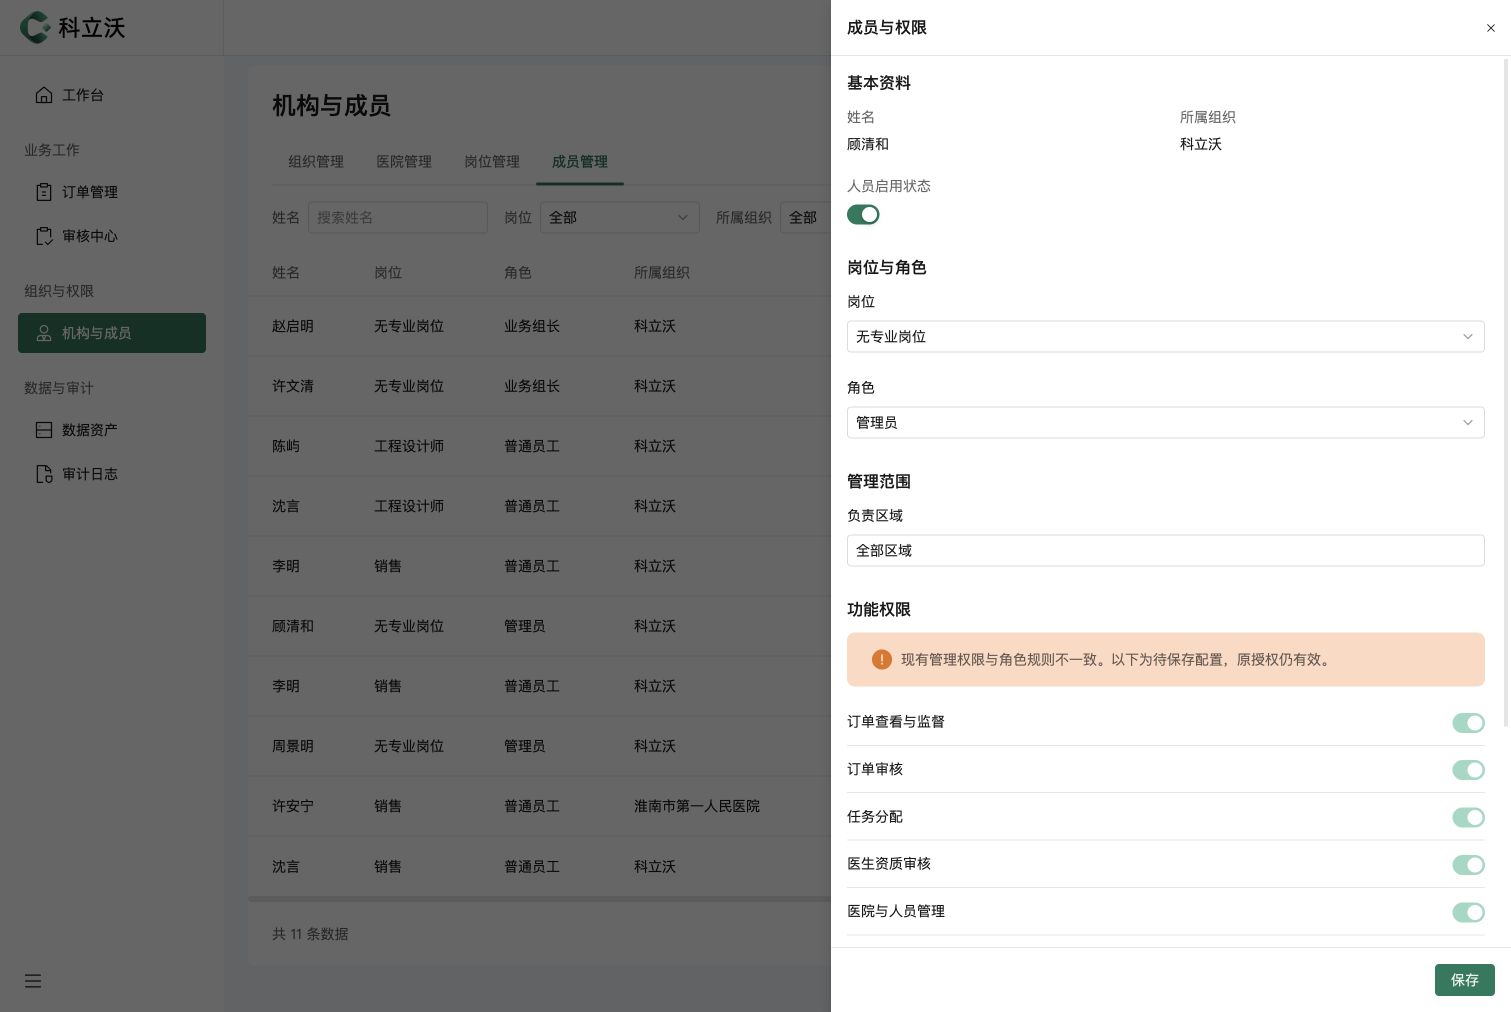 科立沃
工作台
业务工作
订单管理
审核中心
组织与权限
机构与成员
数据与审计
数据资产
审计日志
机构与成员
组织管理 医院管理 岗位管理 成员管理
姓名 搜索姓名 岗位 全部 所属组织 全部
姓名 岗位 角色 所属组织
赵启明 无专业岗位 业务组长 科立沃
许文清 无专业岗位 业务组长 科立沃
陈屿 工程设计师 普通员工 科立沃
沈言 工程设计师 普通员工 科立沃
李明 销售 普通员工 科立沃
顾清和 无专业岗位 管理员 科立沃
李明 销售 普通员工 科立沃
周景明 无专业岗位 管理员 科立沃
许安宁 销售 普通员工 淮南市第一人民医院
沈言 销售 普通员工 科立沃
共 11 条数据
成员与权限
基本资料
姓名 所属组织
顾清和 科立沃
人员启用状态
岗位与角色
岗位
无专业岗位
角色
管理员
管理范围
负责区域
全部区域
功能权限
现有管理权限与角色规则不一致。以下为待保存配置，原授权仍有效。
订单查看与监督
订单审核
任务分配
医生资质审核
医院与人员管理
保存